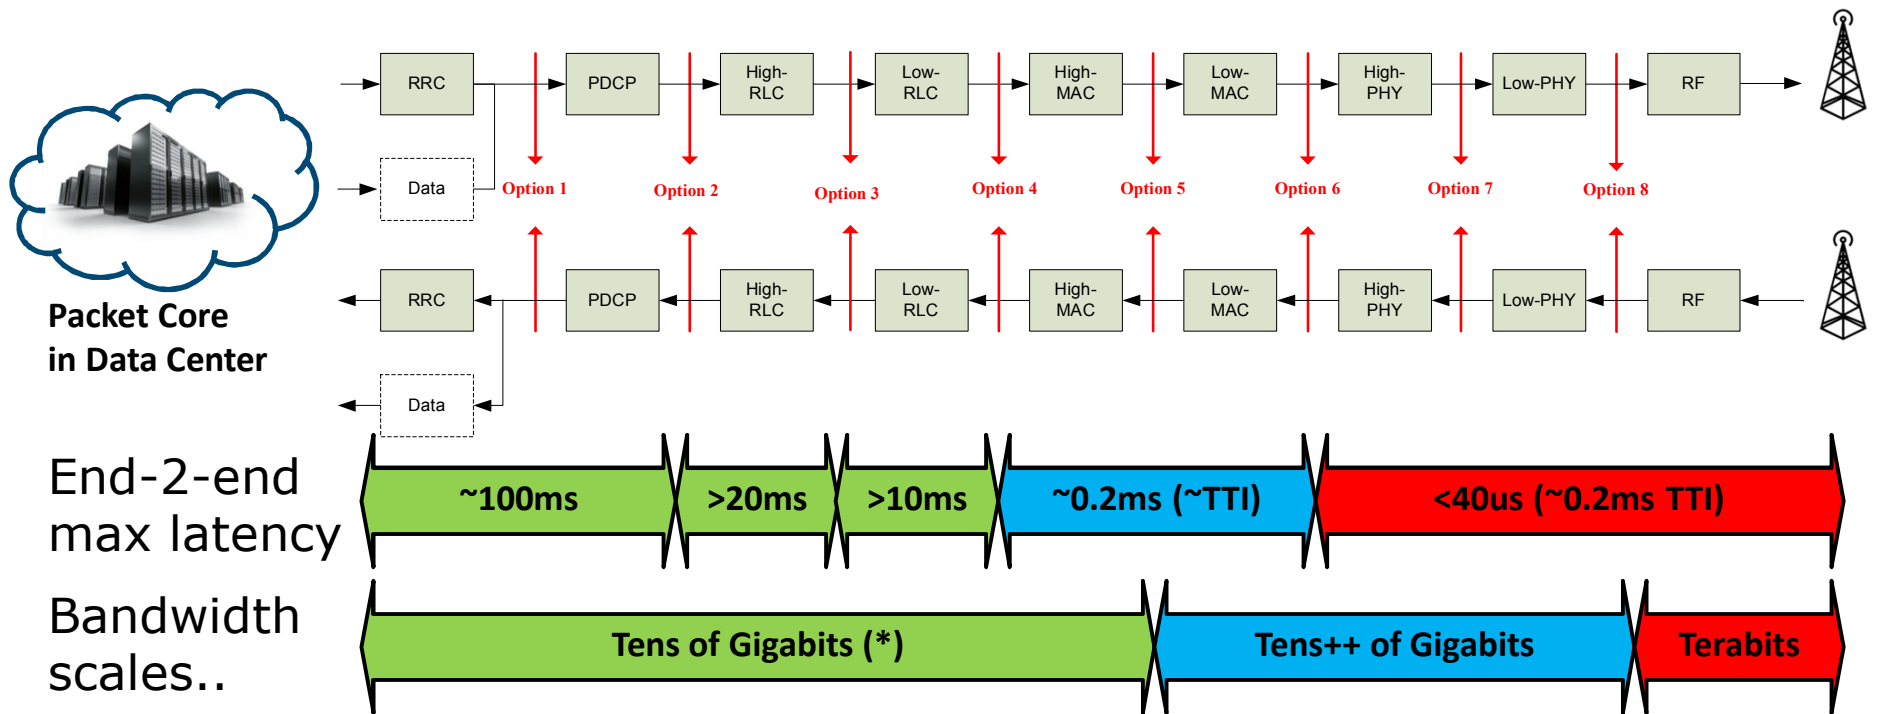 RRC
PDCP
High-
RLC
Low-
RLC
High-
MAC
Low-
MAC
High-
PHY
Low-PHY
RF
Data
Option 1
Option 2
Option 3
Option 4
Option 5
Option 6
Option 7
Option 8
RRC
PDCP
High-
RLC
Low-
RLC
High-
MAC
Low-
MAC
High-
PHY
Low-PHY
RF
Data
Packet Core
in Data Center
End-2-end
max latency
~100ms
>20ms
>10ms
~0.2ms (~TTI)
<40us (~0.2ms TTI)
Bandwidth
scales..
Tens of Gigabits (*)
Tens++ of Gigabits
Terabits